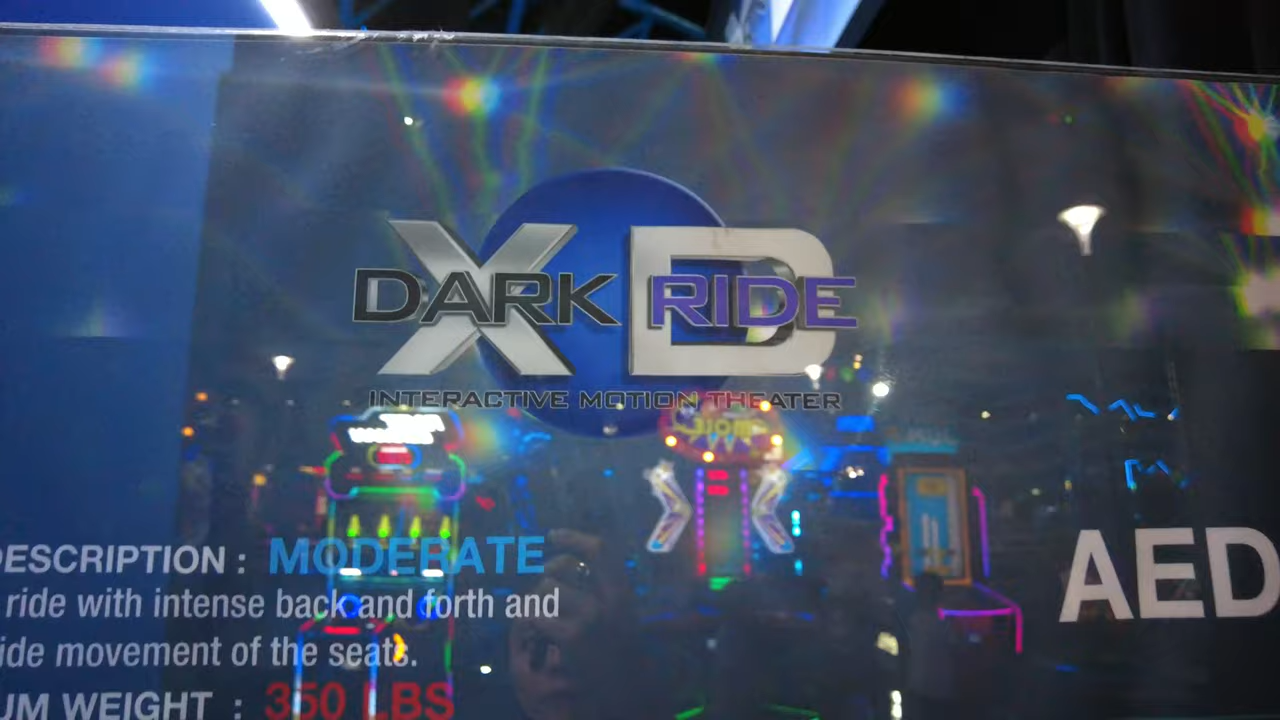 XD
DARK RIDE
INTERACTIVE MOTION THEATER
DESCRIPTION : MODERATE
ride with intense back and forth and
ide movement of the seats.
UM WEIGHT : 350 LBS
AED